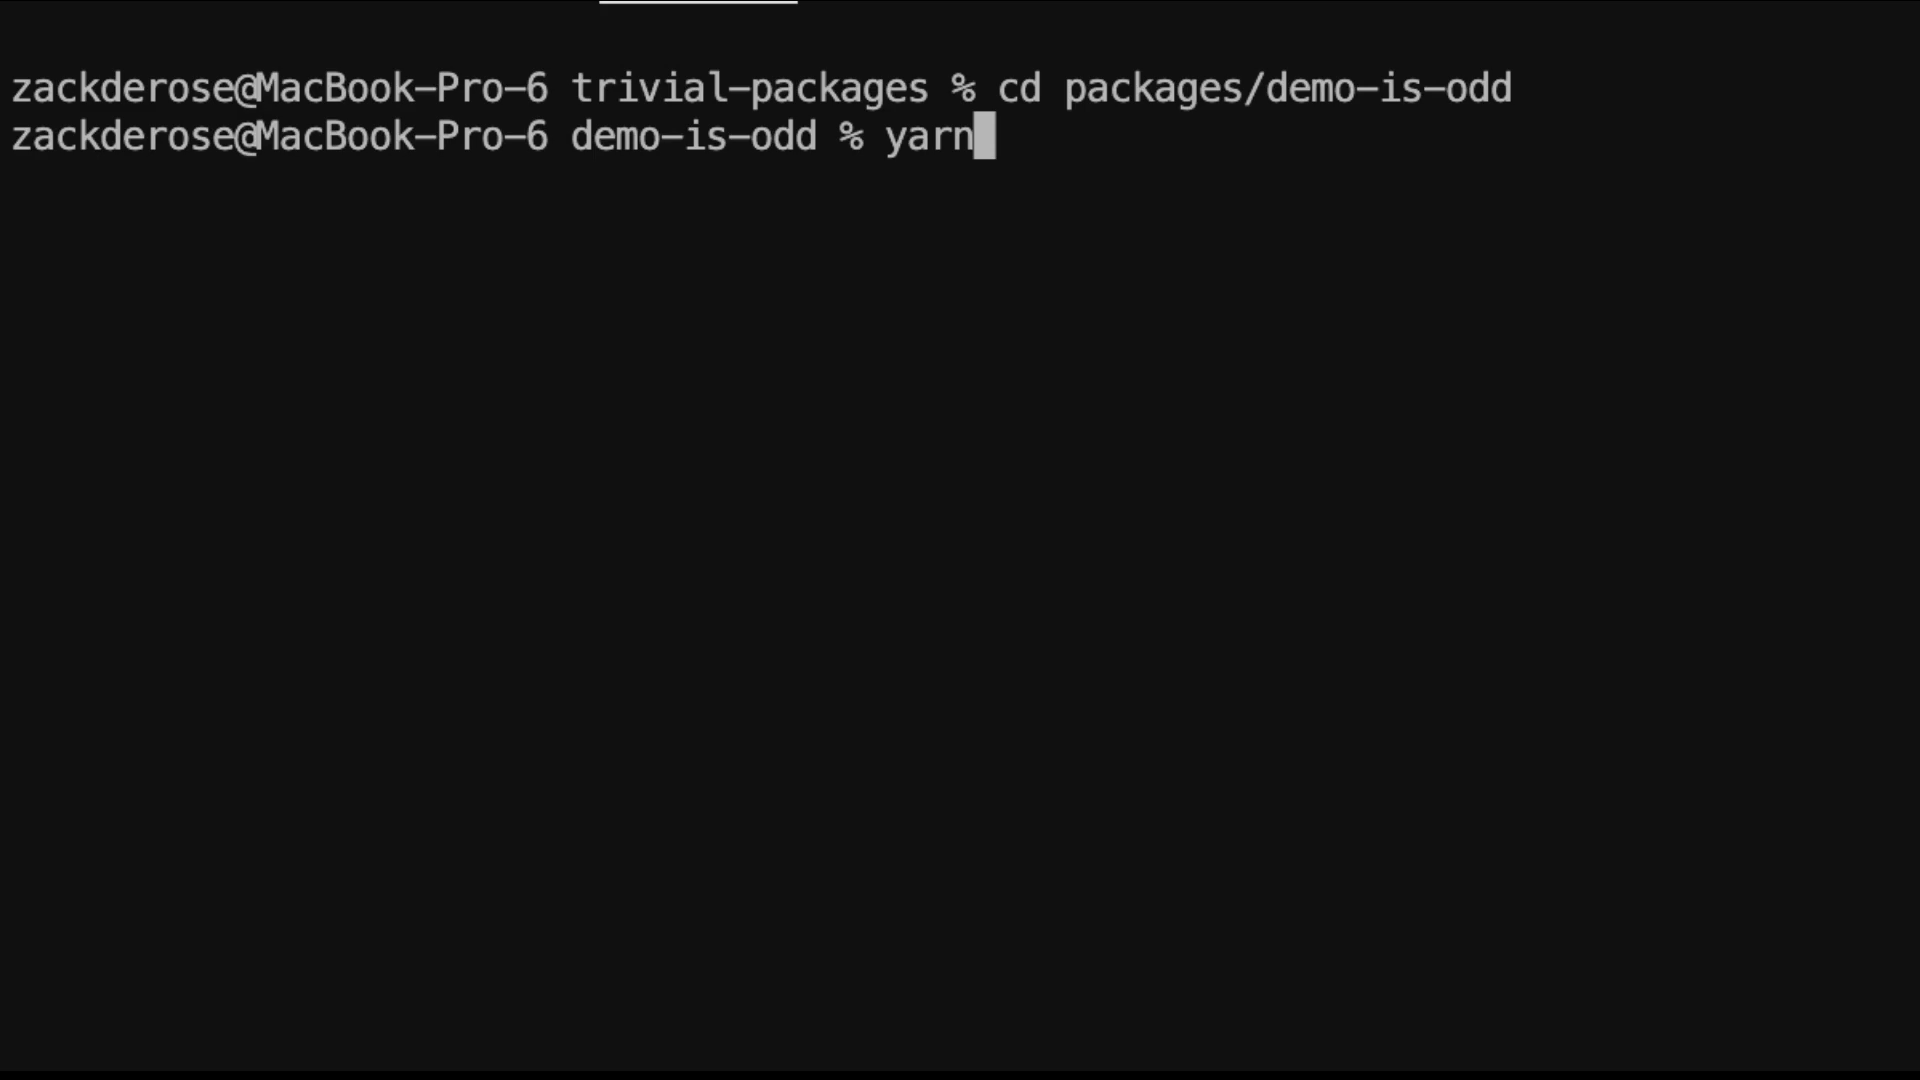 zackderose@MacBook-Pro-6 trivial-packages % cd packages/demo-is-odd
zackderose@MacBook-Pro-6 demo-is-odd % yarn